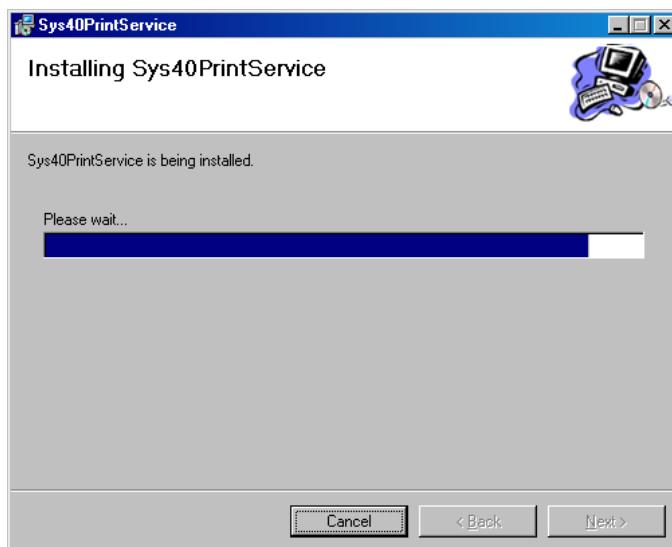 Sys40PrintService
Installing Sys40PrintService
Sys40PrintService is being installed.
Please wait...
Cancel
< Back
Next >